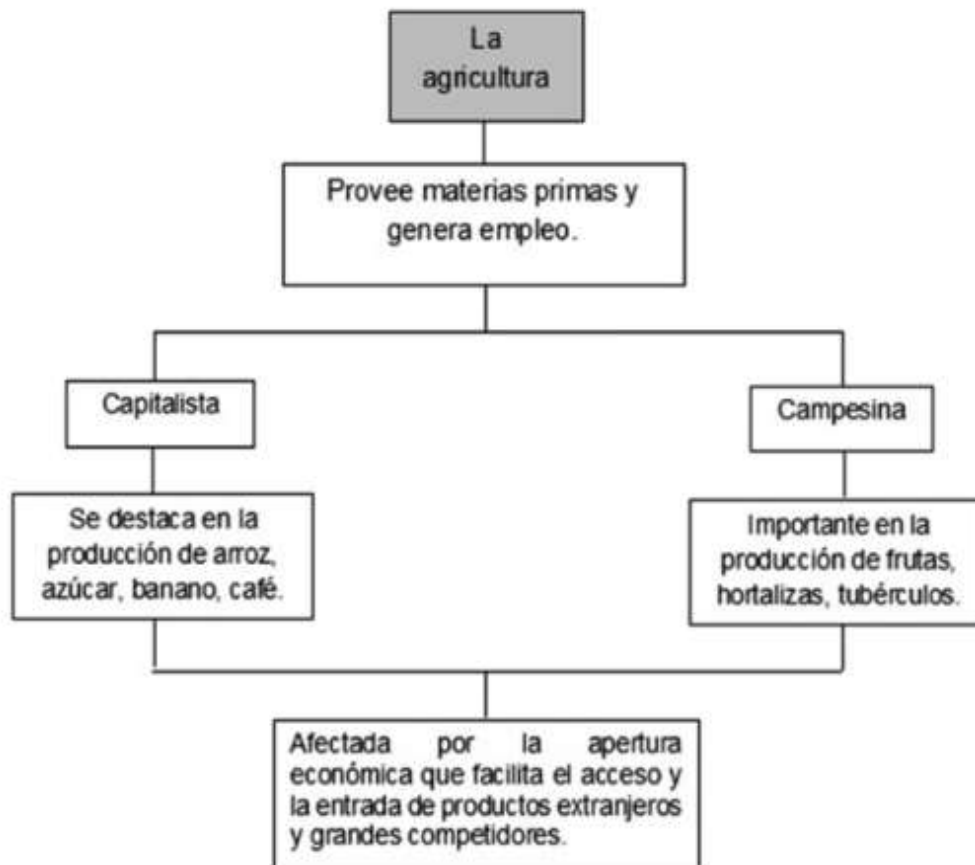 La
agricultura
Provee materias primas y
genera empleo.
Capitalista
Campesina
Se destaca en la
producción de arroz,
azúcar, banano, café.
Importante en la
producción de frutas,
hortalizas, tubérculos.
Afectada por la apertura
económica que facilita el acceso y
la entrada de productos extranjeros
y grandes competidores.